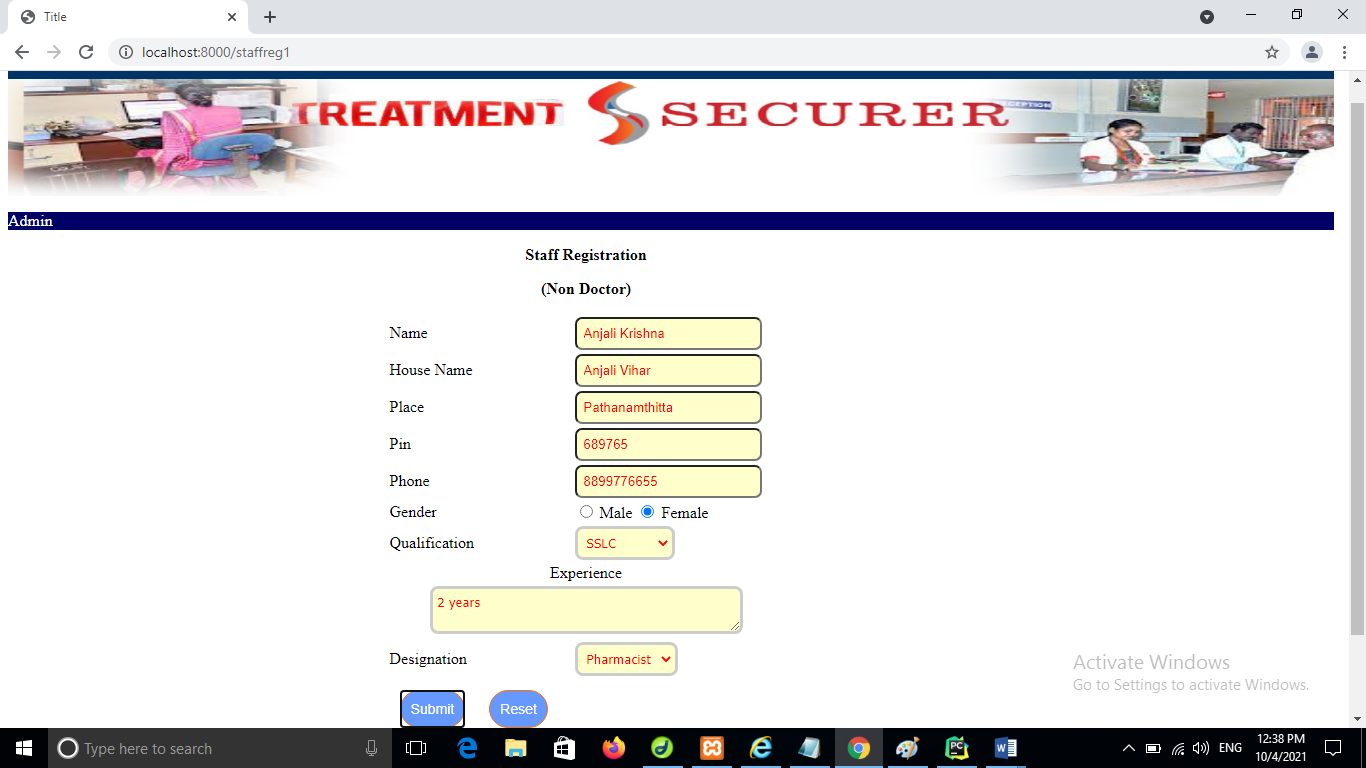 Title
localhost:8000/staffreg1
TREATMENT SECURER
RECEPTION
Admin
Staff Registration
(Non Doctor)
Name Anjali Krishna
House Name Anjali Vihar
Place Pathanamthitta
Pin 689765
Phone 8899776655
Gender Male Female
Qualification SSLC
Experience
2 years
Designation Pharmacist
Submit Reset
Activate Windows
Go to Settings to activate Windows.
Type here to search
ENG
12:38 PM
10/4/2021